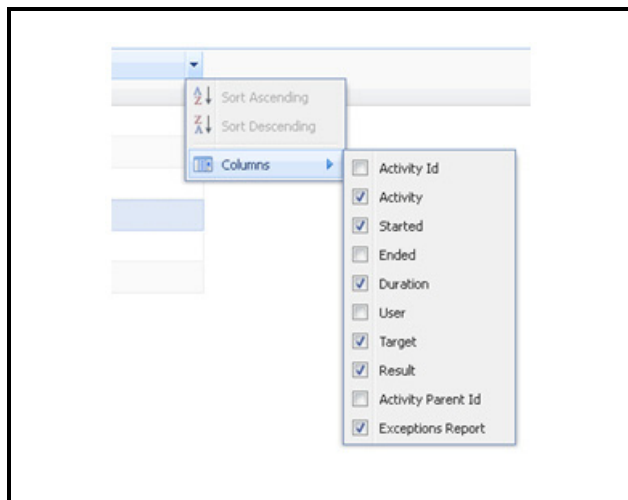 Sort Ascending
Sort Descending
Columns
Activity Id
Activity
Started
Ended
Duration
User
Target
Result
Activity Parent Id
Exceptions Report